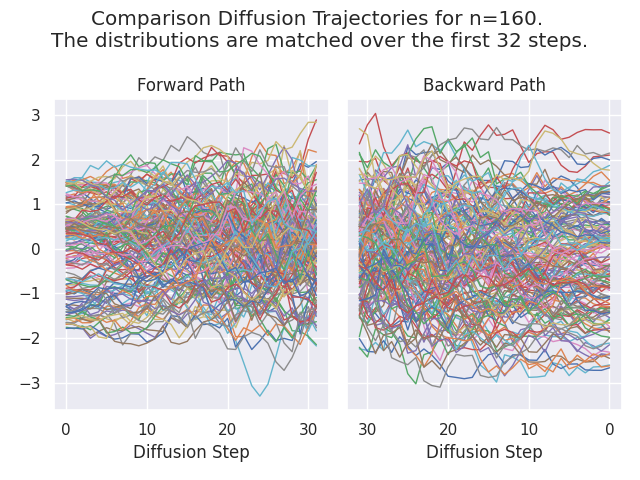 Comparison Diffusion Trajectories for n=160.
The distributions are matched over the first 32 steps.
Forward Path
Backward Path
3
2
1
0
−1
−2
−3
0 10 20 30
30 20 10 0
Diffusion Step
Diffusion Step